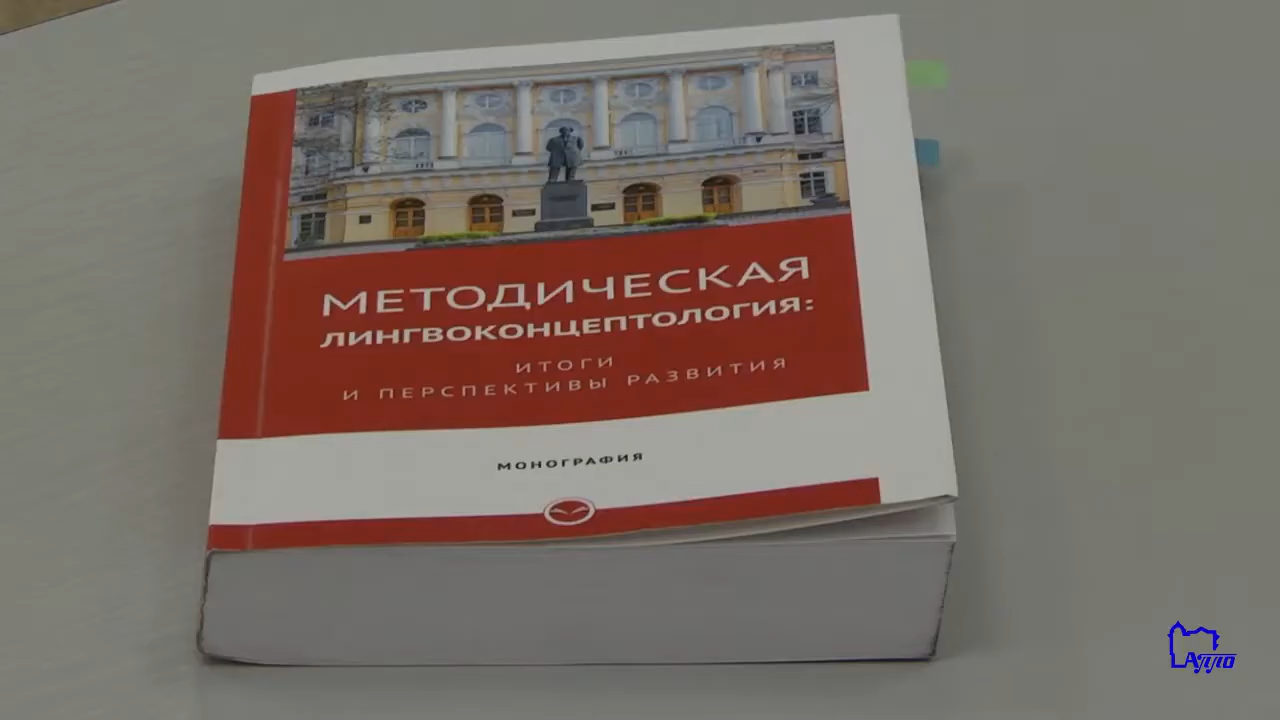 МЕТОДИЧЕСКАЯ
ЛИНГВОКОНЦЕПТОЛОГИЯ:
ИТОГИ
И ПЕРСПЕКТИВЫ РАЗВИТИЯ
МОНОГРАФИЯ